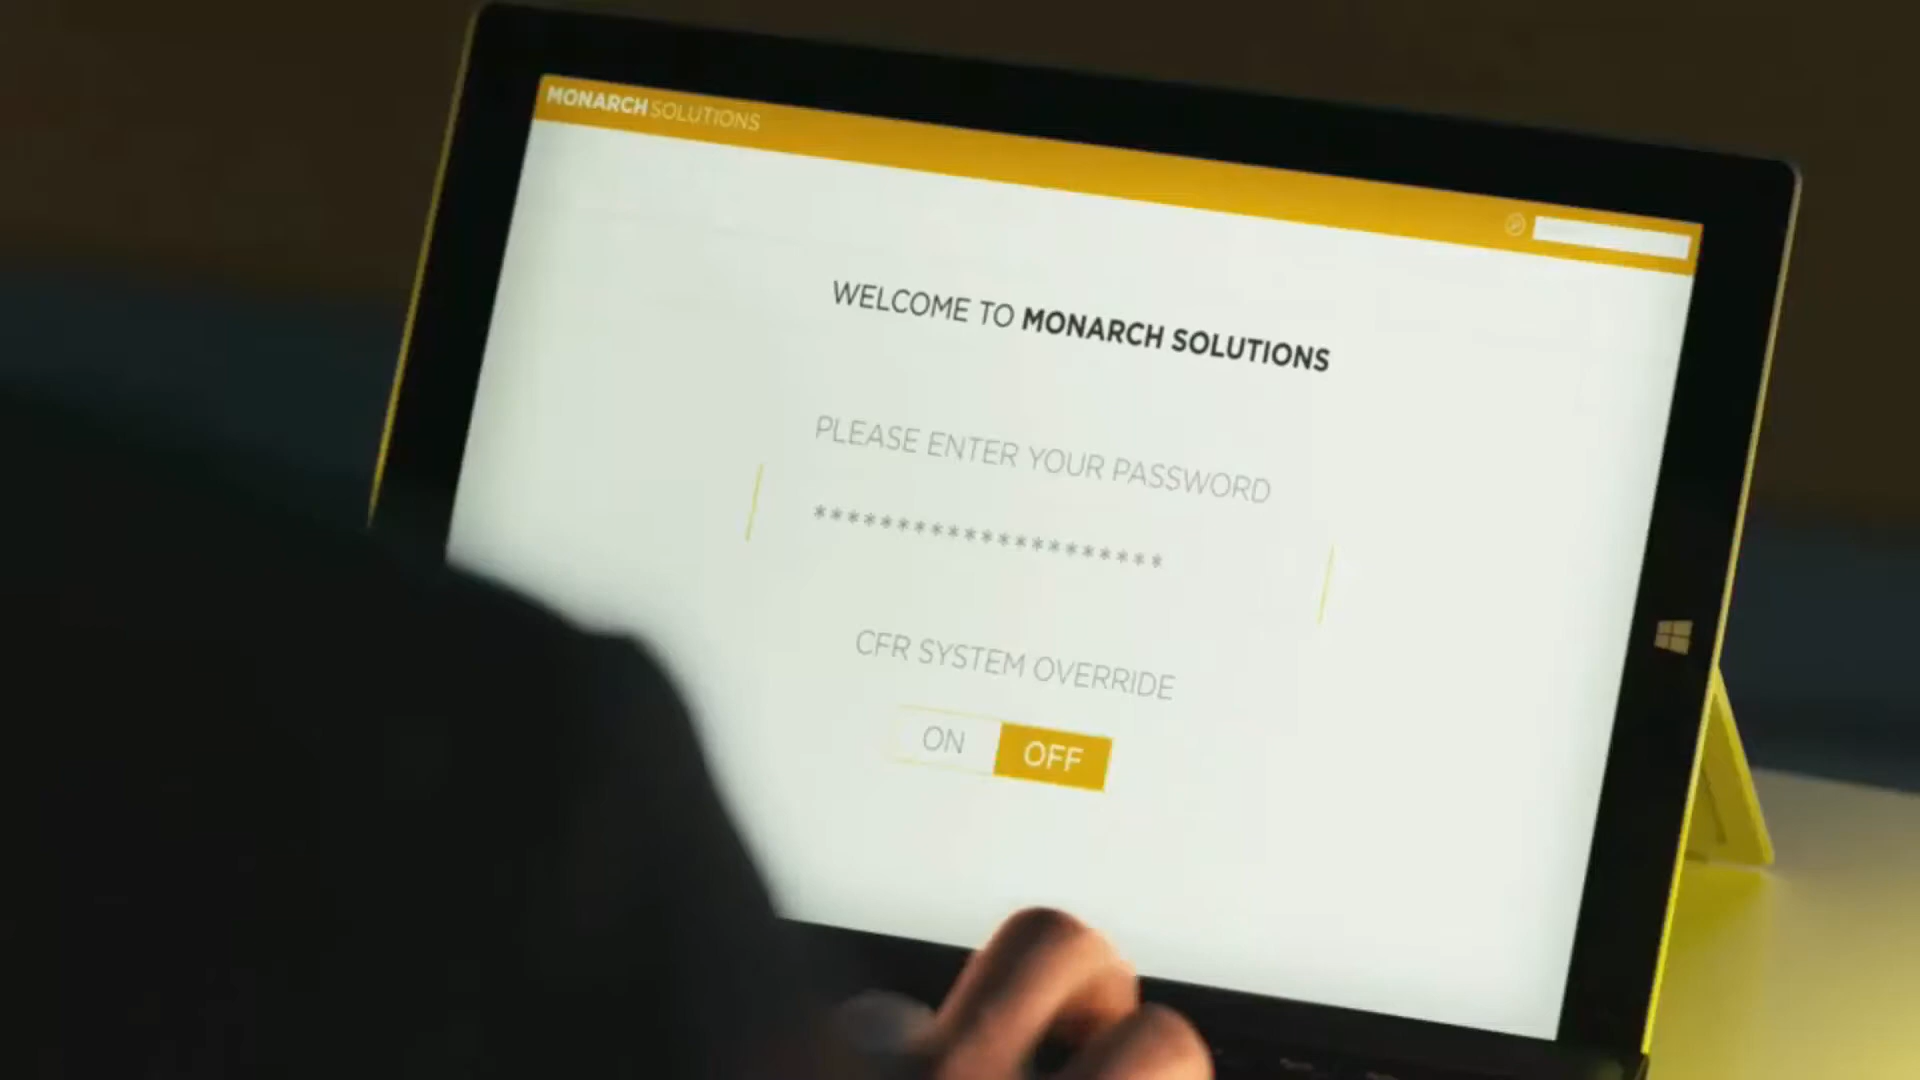 MONARCH SOLUTIONS
WELCOME TO MONARCH SOLUTIONS
PLEASE ENTER YOUR PASSWORD
*********************
CFR SYSTEM OVERRIDE
ON OFF